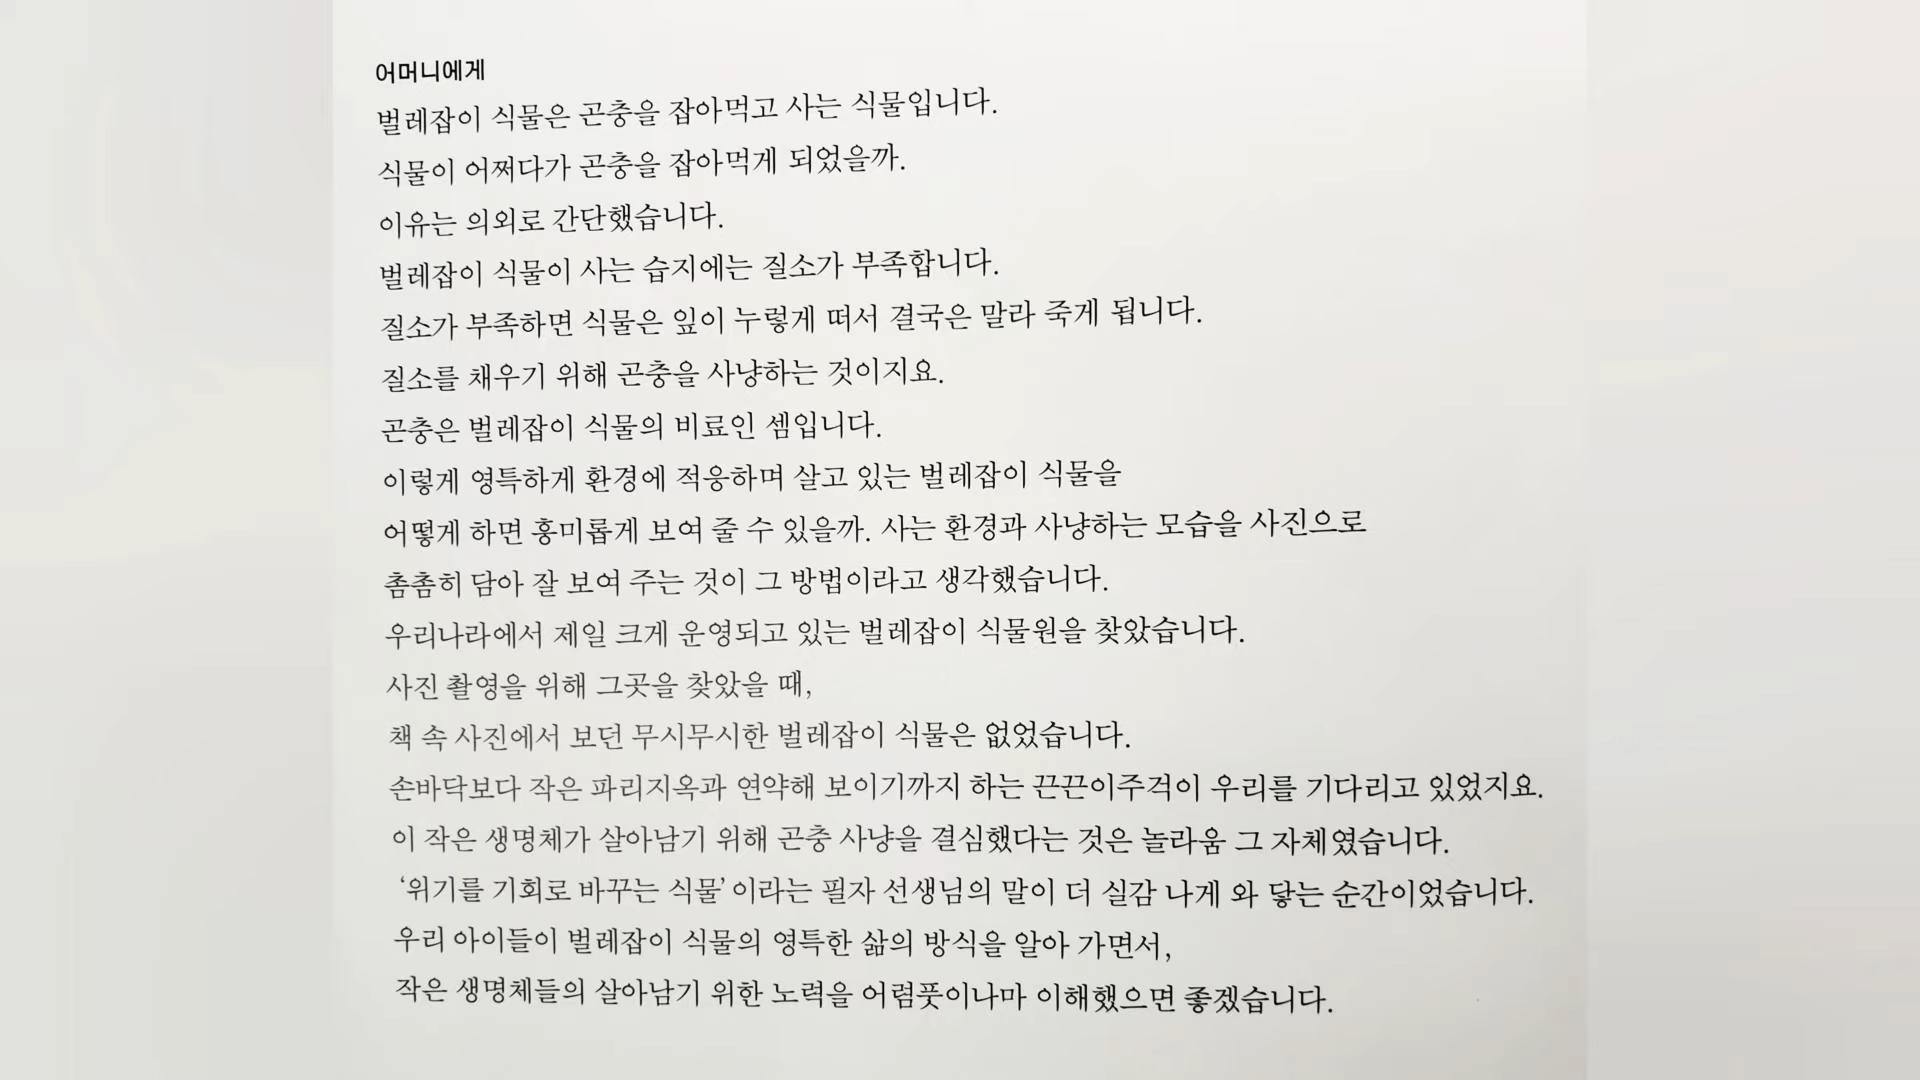 어머니에게
벌레잡이 식물은 곤충을 잡아먹고 사는 식물입니다.
식물이 어쩌다가 곤충을 잡아먹게 되었을까.
이유는 의외로 간단했습니다.
벌레잡이 식물이 사는 습지에는 질소가 부족합니다.
질소가 부족하면 식물은 잎이 누렇게 떠서 결국은 말라 죽게 됩니다.
질소를 채우기 위해 곤충을 사냥하는 것이지요.
곤충은 벌레잡이 식물의 비료인 셈입니다.
이렇게 영특하게 환경에 적응하며 살고 있는 벌레잡이 식물을
어떻게 하면 흥미롭게 보여 줄 수 있을까. 사는 환경과 사냥하는 모습을 사진으로
촘촘히 담아 잘 보여 주는 것이 그 방법이라고 생각했습니다.
우리나라에서 제일 크게 운영되고 있는 벌레잡이 식물원을 찾았습니다.
사진 촬영을 위해 그곳을 찾았을 때,
책 속 사진에서 보던 무시무시한 벌레잡이 식물은 없었습니다.
손바닥보다 작은 파리지옥과 연약해 보이기까지 하는 끈끈이주걱이 우리를 기다리고 있었지요.
이 작은 생명체가 살아남기 위해 곤충 사냥을 결심했다는 것은 놀라움 그 자체였습니다.
‘위기를 기회로 바꾸는 식물’이라는 필자 선생님의 말이 더 실감 나게 와 닿는 순간이었습니다.
우리 아이들이 벌레잡이 식물의 영특한 삶의 방식을 알아 가면서,
작은 생명체들의 살아남기 위한 노력을 어렴풋이나마 이해했으면 좋겠습니다.